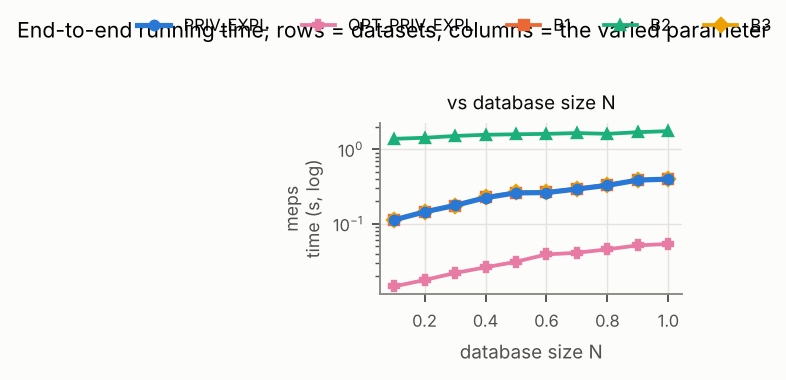 End-to-end running time; rows = datasets, columns = the varied parameter
PRIV_EXPL OPT_PRIV_EXPL B1 B2 B3
vs database size N
meps
time (s, log)
10⁰
10⁻¹
0.2 0.4 0.6 0.8 1.0
database size N